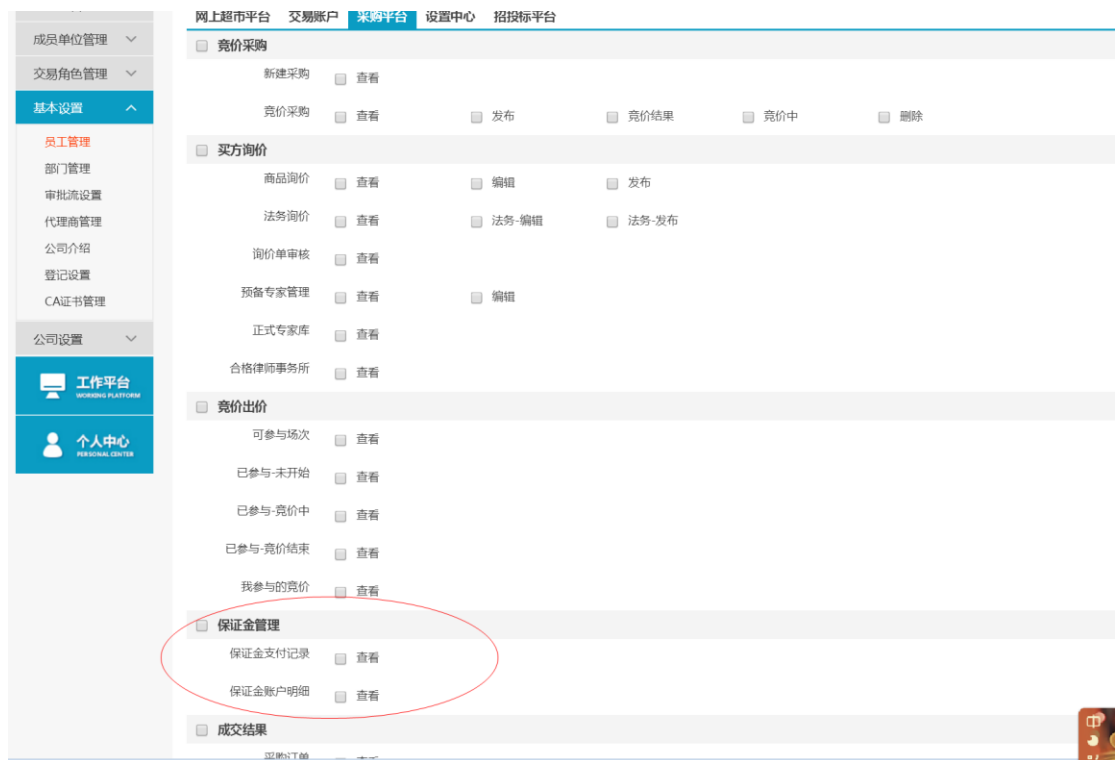 网上超市平台 交易账户 采购平台 设置中心 招投标平台
成员单位管理
交易角色管理
基本设置
员工管理
部门管理
审批流设置
代理商管理
公司介绍
登记设置
CA证书管理
公司设置
工作平台
WORKING PLATFORM
个人中心
PERSONAL CENTER
竞价采购
新建采购 查看
竞价采购 查看 发布 竞价结果 竞价中 删除
买方询价
商品询价 查看 编辑 发布
法务询价 查看 法务-编辑 法务-发布
询价单审核 查看
预备专家管理 查看 编辑
正式专家库 查看
合格律师事务所 查看
竞价出价
可参与场次 查看
已参与-未开始 查看
已参与-竞价中 查看
已参与-竞价结束 查看
我参与的竞价 查看
保证金管理
保证金支付记录 查看
保证金账户明细 查看
成交结果
采购订单 查看
中